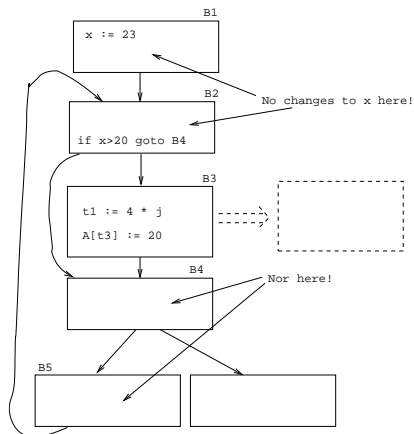 B1
x := 23
B2
No changes to x here!
if x>20 goto B4
B3
t1 := 4 * j
A[t3] := 20
B4
Nor here!
B5